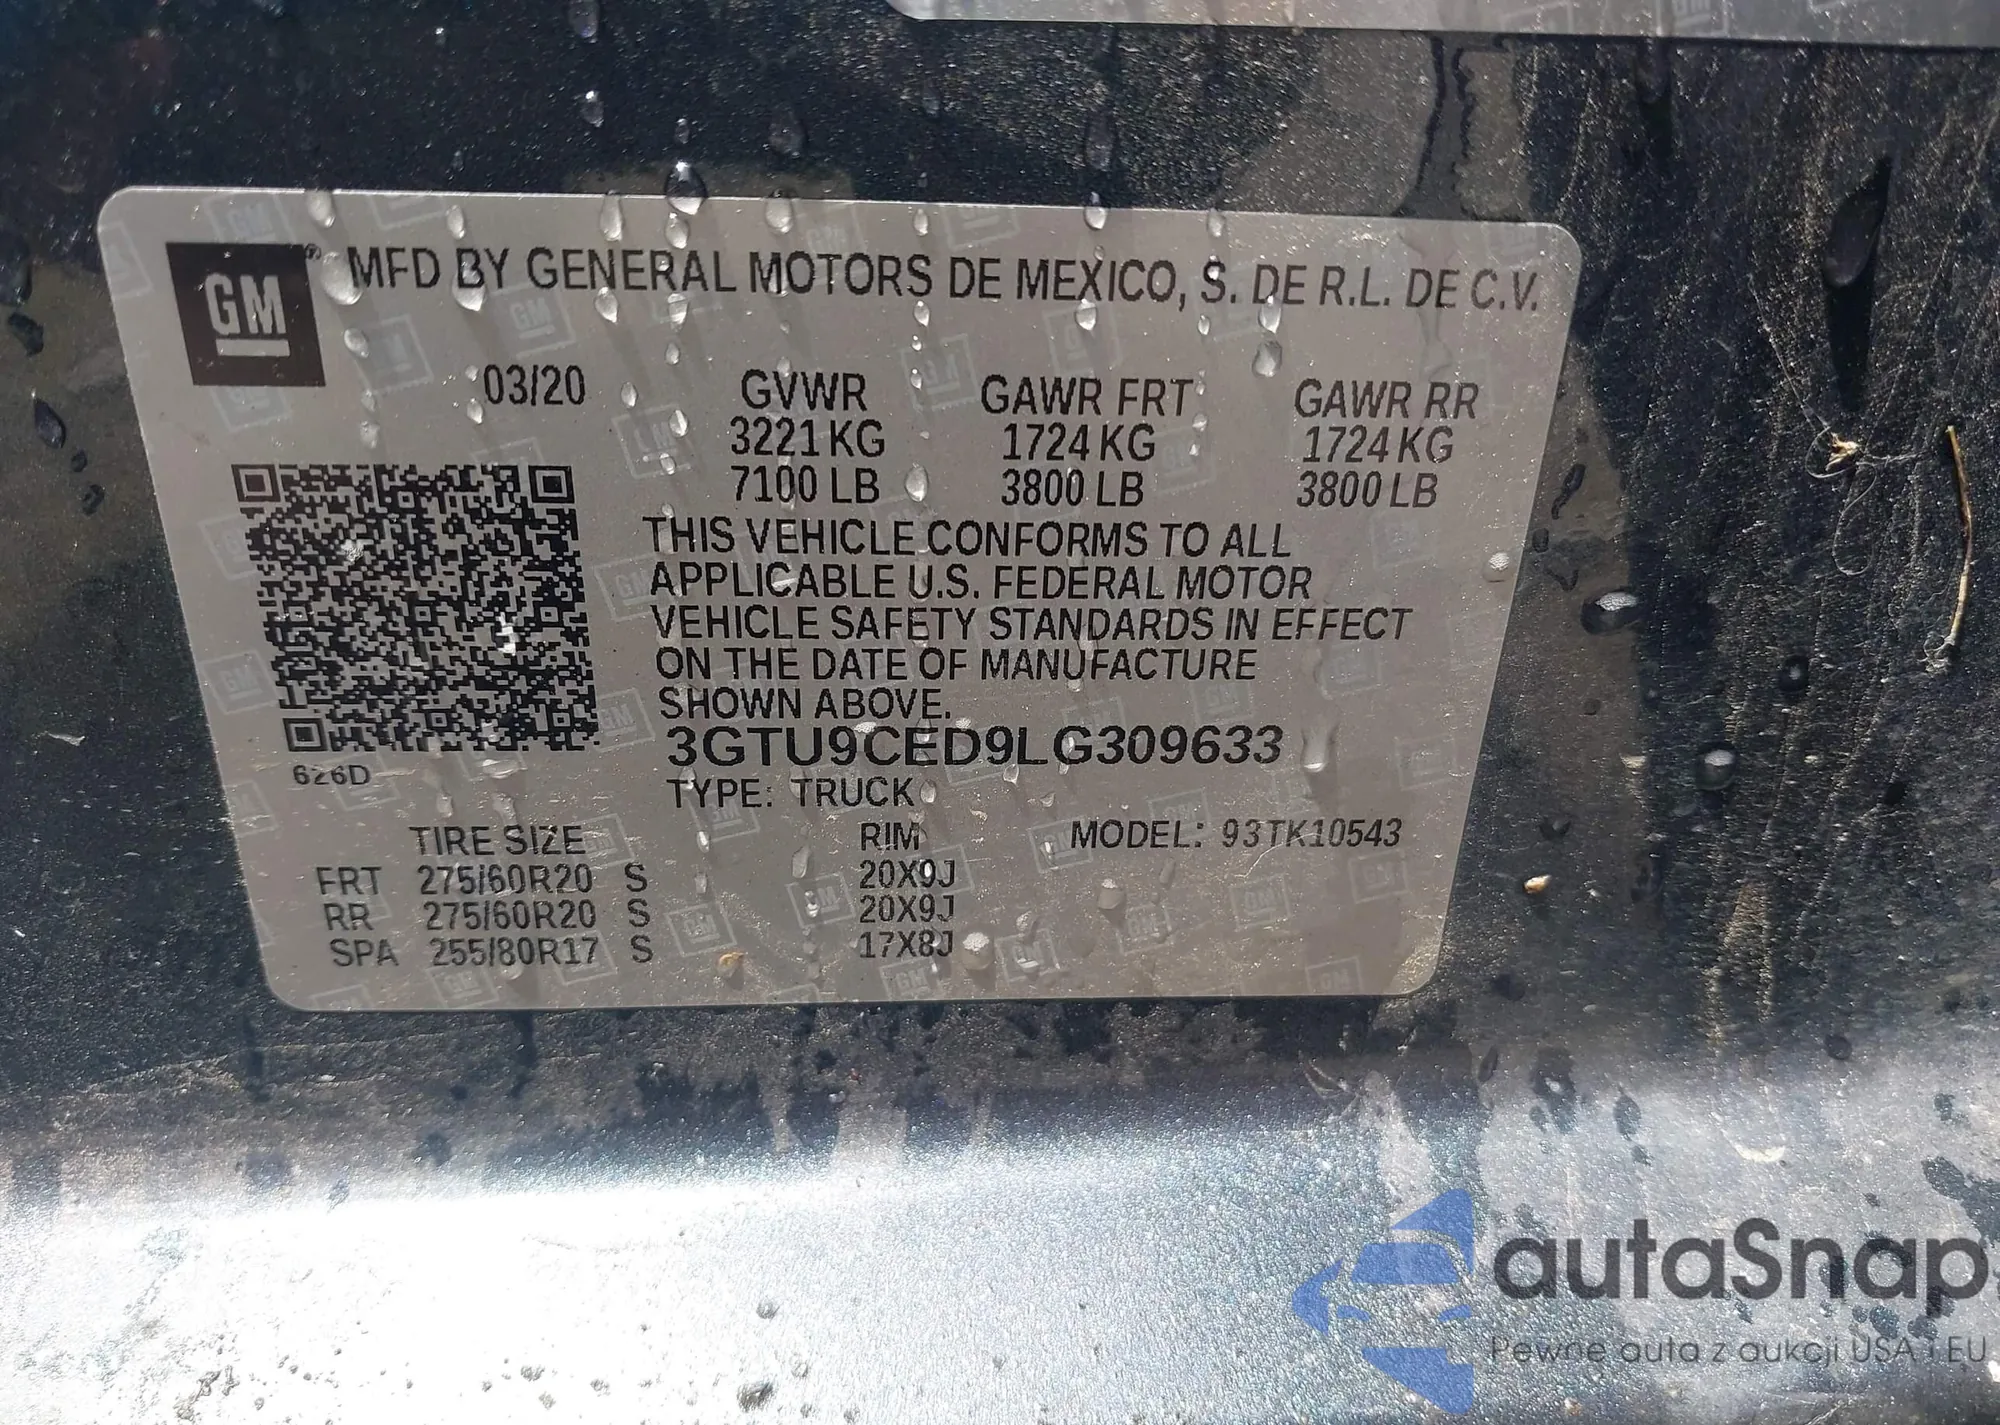 GM
® MFD BY GENERAL MOTORS DE MEXICO, S. DE R.L. DE C.V.
03/20 GVWR GAWR FRT GAWR RR
3221 KG 1724 KG 1724 KG
7100 LB 3800 LB 3800 LB
THIS VEHICLE CONFORMS TO ALL
APPLICABLE U.S. FEDERAL MOTOR
VEHICLE SAFETY STANDARDS IN EFFECT
ON THE DATE OF MANUFACTURE
SHOWN ABOVE.
3GTU9CED9LG309633
626D
TYPE: TRUCK
TIRE SIZE RIM MODEL: 93TK10543
FRT 275/60R20 S 20X9J
RR 275/60R20 S 20X9J
SPA 255/80R17 S 17X8J
autaSnap.
Pewne auta z aukcji USA i EU